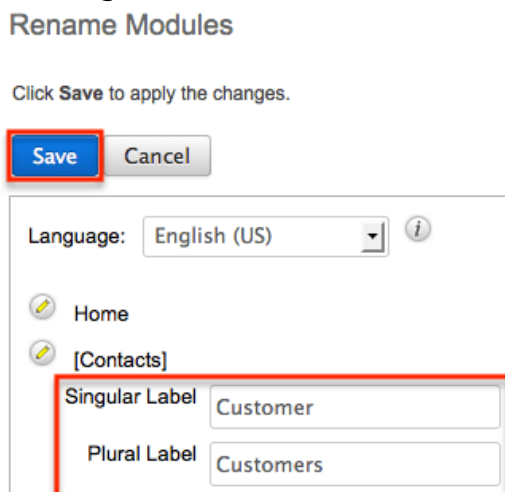 Rename Modules
Click Save to apply the changes.
Save Cancel
Language: English (US) i
Home
[Contacts]
Singular Label Customer
Plural Label Customers